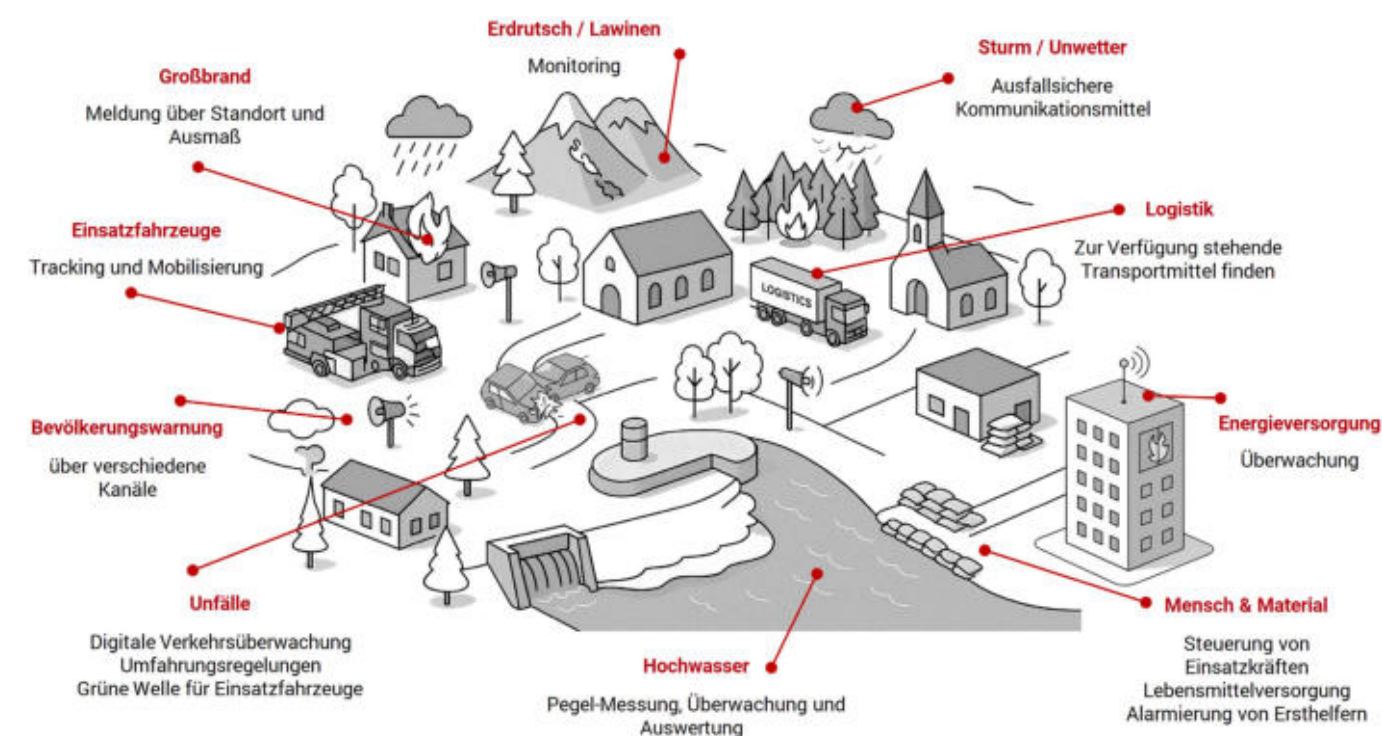 Erdrutsch / Lawinen
Monitoring
Sturm / Unwetter
Ausfallsichere
Kommunikationsmittel
Großbrand
Meldung über Standort und
Ausmaß
Logistik
Zur Verfügung stehende
Transportmittel finden
Einsatzfahrzeuge
Tracking und Mobilisierung
LOGISTICS
Bevölkerungswarnung
über verschiedene
Kanäle
Energieversorgung
Überwachung
Unfälle
Digitale Verkehrsüberwachung
Umfahrungsregelungen
Grüne Welle für Einsatzfahrzeuge
Hochwasser
Pegel-Messung, Überwachung und
Auswertung
Mensch & Material
Steuerung von
Einsatzkräften
Lebensmittelversorgung
Alarmierung von Ersthelfern